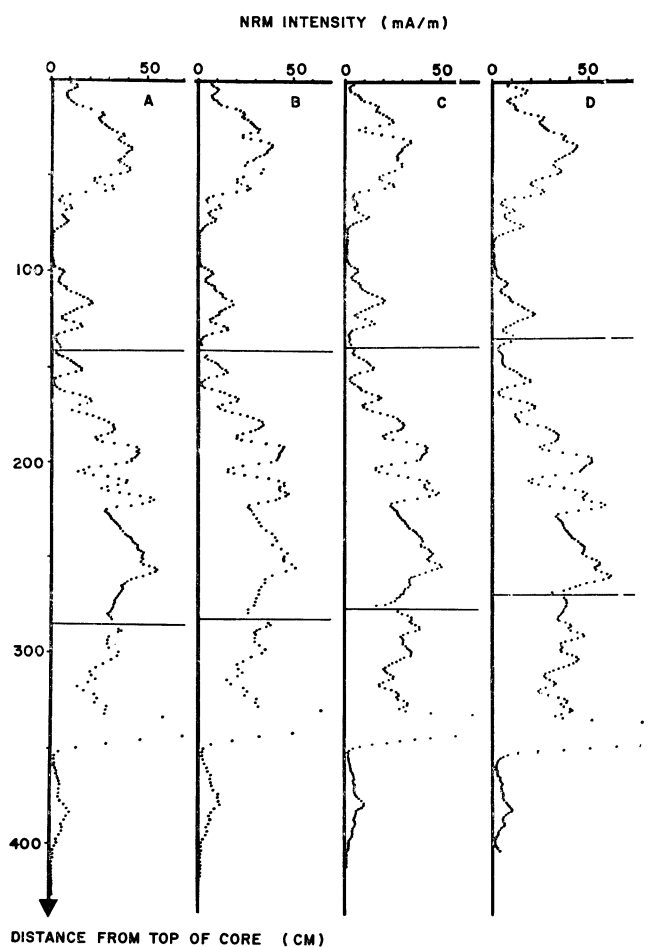 NRM INTENSITY (mA/m)
0 50 0 50 0 50 0 50
A B C D
100
200
300
400
DISTANCE FROM TOP OF CORE (CM)